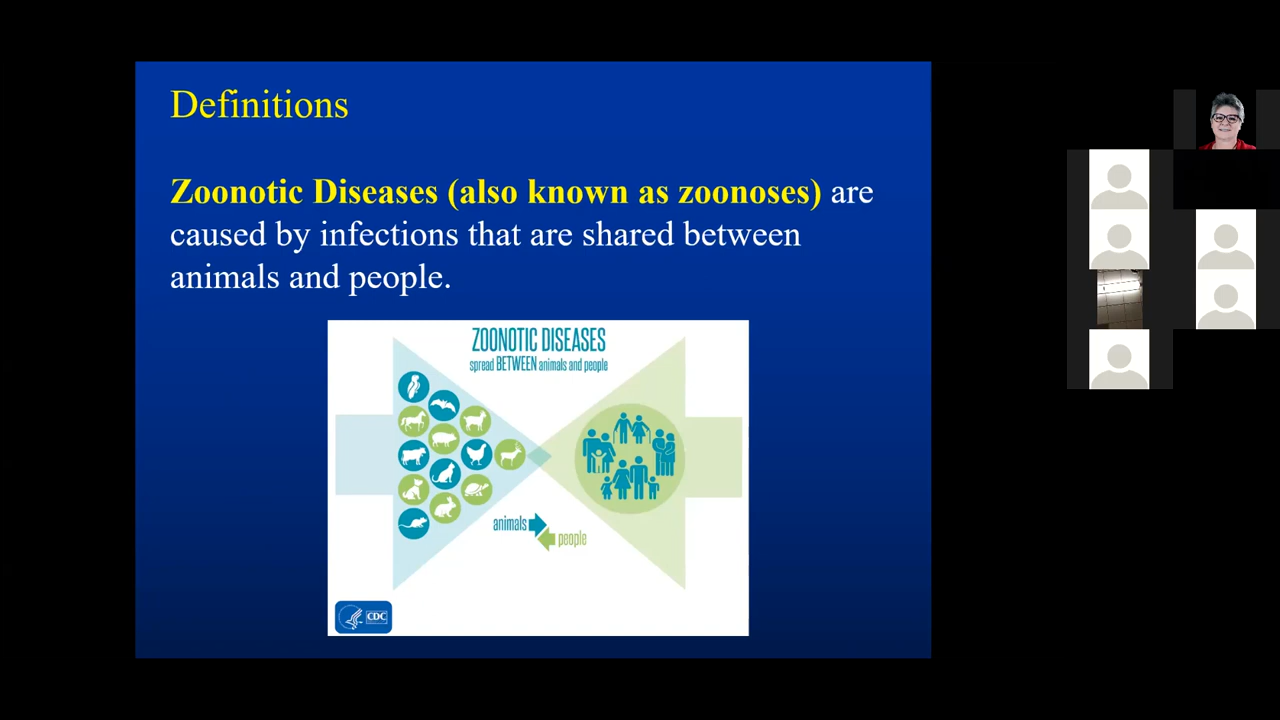 Definitions
Zoonotic Diseases (also known as zoonoses) are
caused by infections that are shared between
animals and people.
ZOONOTIC DISEASES
spread BETWEEN animals and people
animals
people
CDC